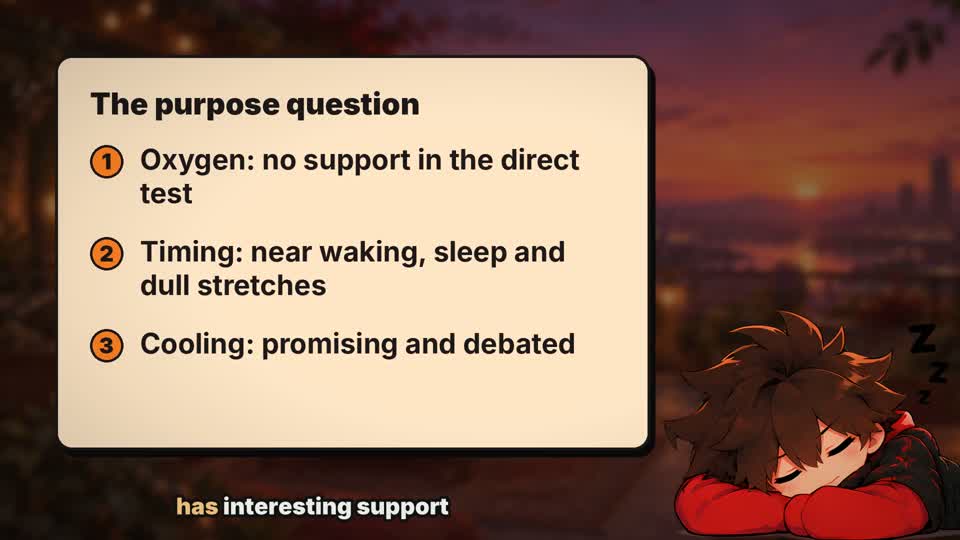 The purpose question
1 Oxygen: no support in the direct
test
2 Timing: near waking, sleep and
dull stretches
3 Cooling: promising and debated
Z
Z
Z
has interesting support